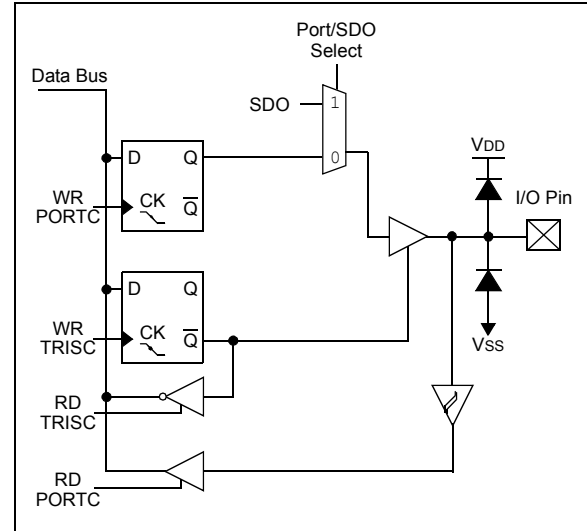 Port/SDO
Select
Data Bus
SDO
1
0
D
Q
CK
Q
WR
PORTC
VDD
I/O Pin
D
Q
CK
Q
WR
TRISC
VSS
RD
TRISC
RD
PORTC